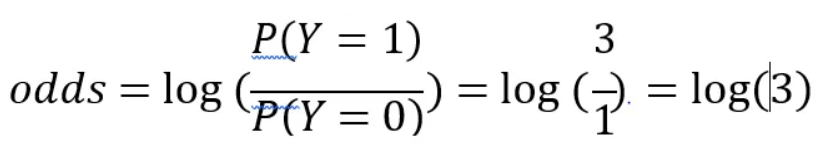 odds = log (P(Y = 1) / P(Y = 0)) = log (3/1). = log(3)